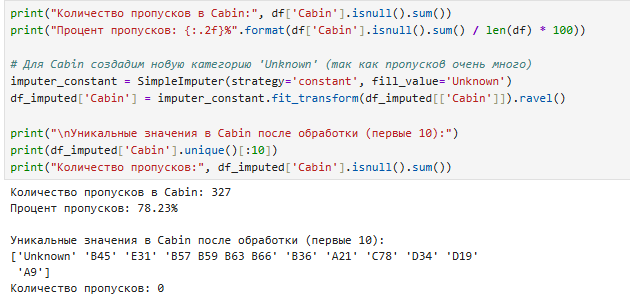 print("Количество пропусков в Cabin:", df['Cabin'].isnull().sum())
print("Процент пропусков: {:.2f}%".format(df['Cabin'].isnull().sum() / len(df) * 100))

# Для Cabin создадим новую категорию 'Unknown' (так как пропусков очень много)
imputer_constant = SimpleImputer(strategy='constant', fill_value='Unknown')
df_imputed['Cabin'] = imputer_constant.fit_transform(df_imputed[['Cabin']]).ravel()

print("\nУникальные значения в Cabin после обработки (первые 10):")
print(df_imputed['Cabin'].unique()[:10])
print("Количество пропусков:", df_imputed['Cabin'].isnull().sum())

Количество пропусков в Cabin: 327
Процент пропусков: 78.23%

Уникальные значения в Cabin после обработки (первые 10):
['Unknown' 'B45' 'E31' 'B57 B59 B63 B66' 'B36' 'A21' 'C78' 'D34' 'D19'
 'A9']
Количество пропусков: 0